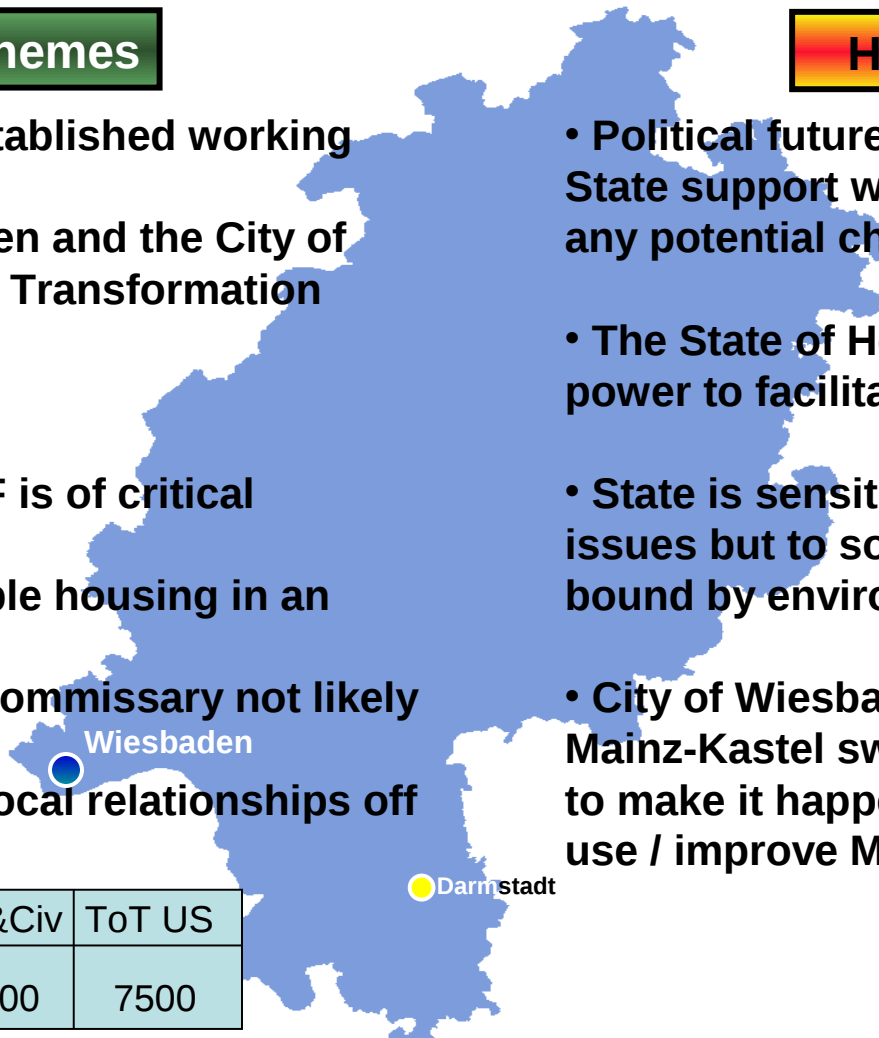 hemes
tablished working
en and the City of
Transformation
F is of critical
ble housing in an
ommissary not likely
ocal relationships off
H
• Political future
State support w
any potential ch
• The State of H
power to facilita
• State is sensit
issues but to so
bound by enviro
• City of Wiesba
Mainz-Kastel sw
to make it happe
use / improve M
Wiesbaden
Darmstadt
&Civ ToT US
00 7500